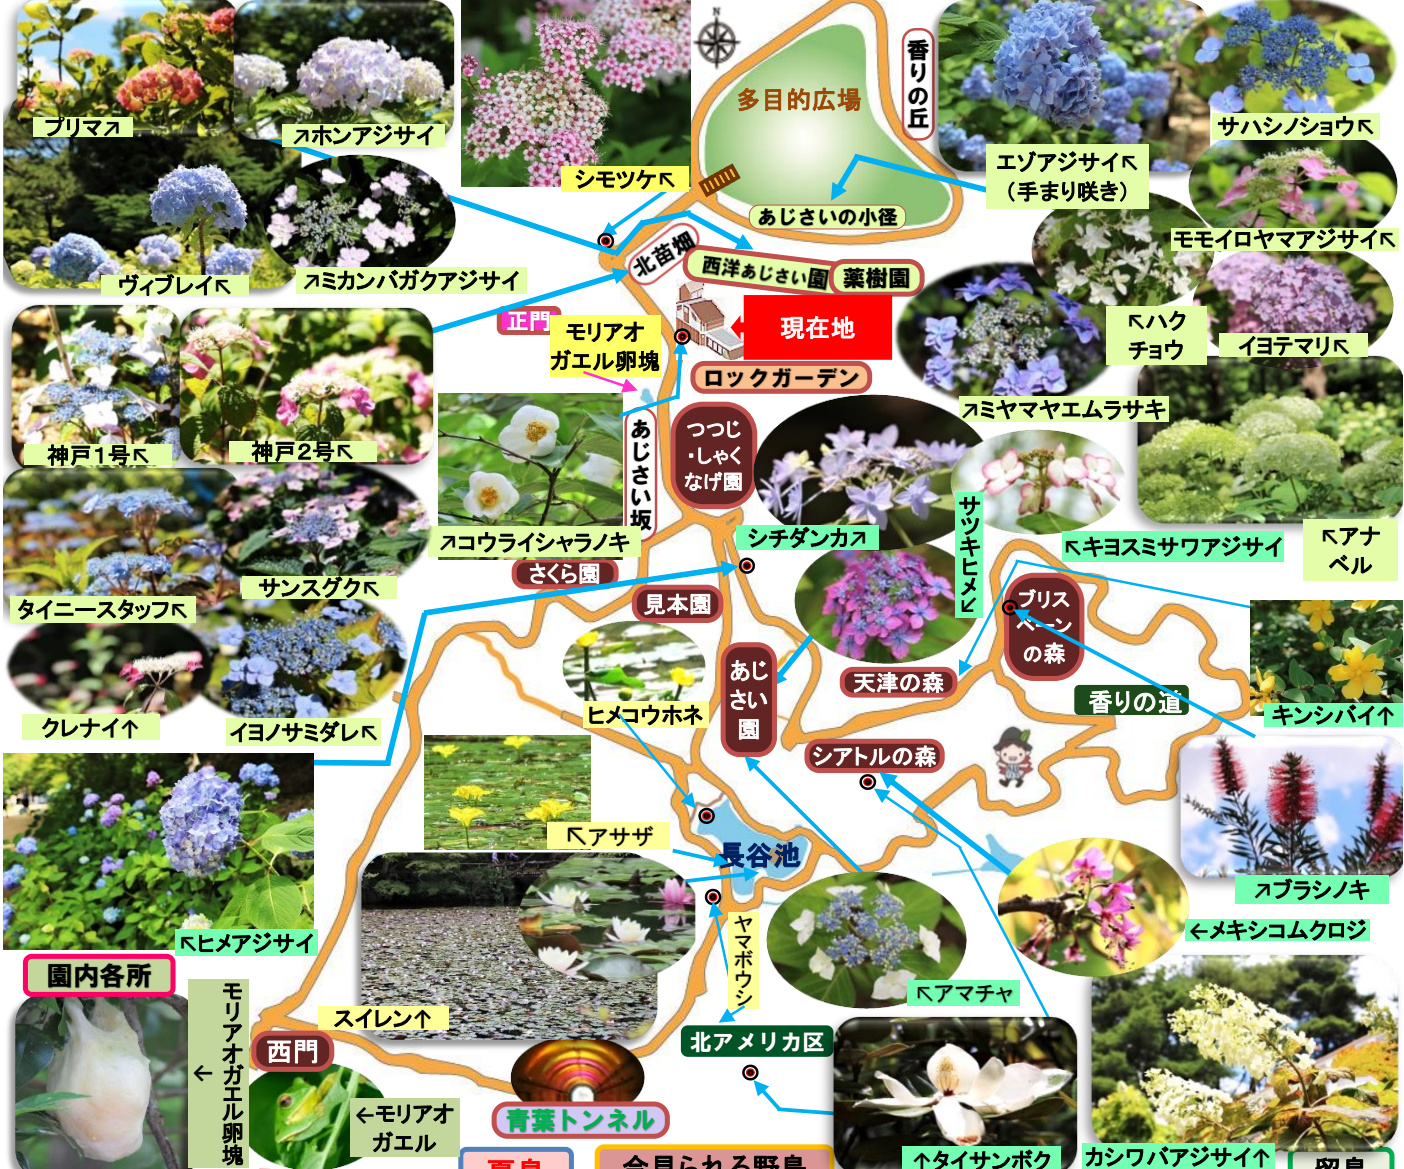 プリマ↗
↗ホンアジサイ
シモツケ↖
N
多目的広場
香りの丘
エゾアジサイ↖
（手まり咲き）
サハシノショウ↖
あじさいの小径
モモイロヤマアジサイ↖
ヴィブレイ↖
↗ミカンバガクアジサイ
北苗畑
西洋あじさい園
薬樹園
正門
モリアオ
ガエル卵塊
現在地
↖ハク
チョウ
イヨテマリ↖
ロックガーデン
↗ミヤマヤエムラサキ
神戸1号↖
神戸2号↖
あじさい坂
つつじ
・しゃく
なげ園
↗コウライシャラノキ
シチダンカ↗
サツキヒメ↙
↖キヨスミサワアジサイ
↖アナ
ベル
さくら園
見本園
サンスグク↖
タイニースタッフ↖
ブリス
ベーン
の森
あじ
さい
園
天津の森
香りの道
ヒメコウホネ
クレナイ↑
イヨノサミダレ↖
キンシバイ↑
シアトルの森
↖アサザ
長谷池
↗ブラシノキ
←メキシコムクロジ
↖ヒメアジサイ
ヤマボウシ
園内各所
↖アマチャ
モリアオガエル卵塊
←
スイレン↑
西門
北アメリカ区
←モリアオ
ガエル
青葉トンネル
↑タイサンボク
カシワバアジサイ↑
夏鳥
今見られる野鳥
留鳥